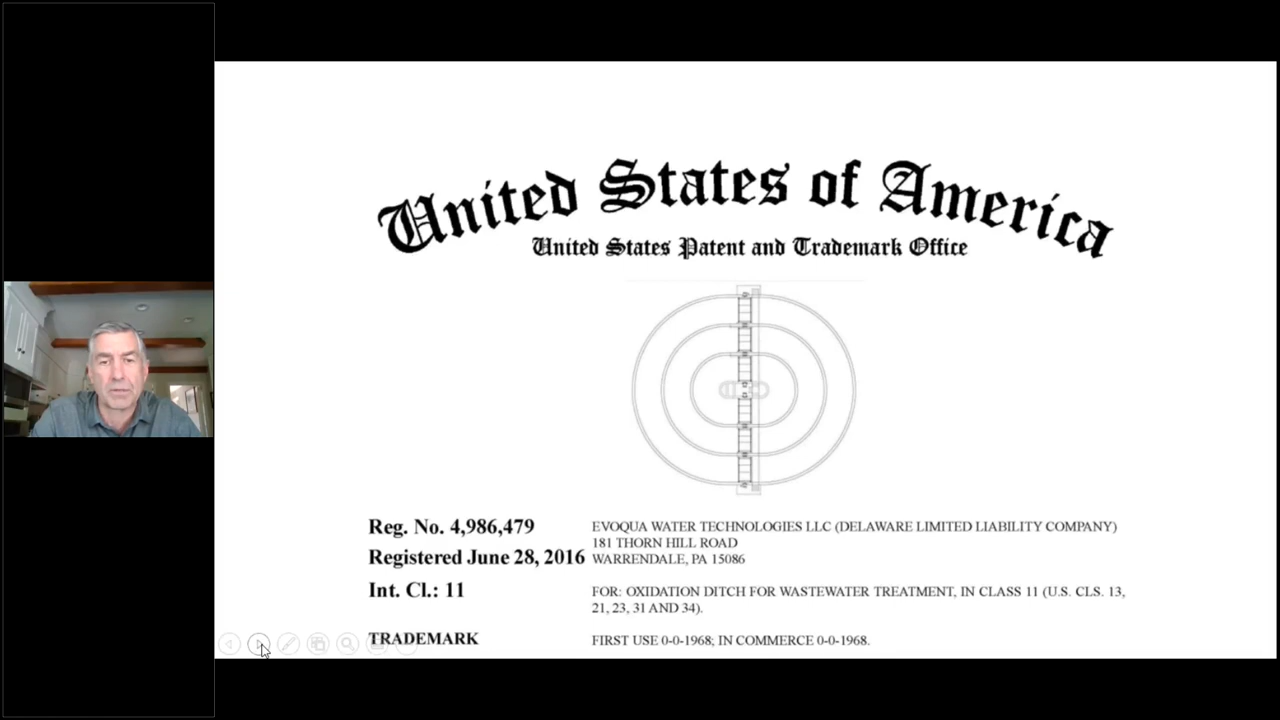 United States of America
United States Patent and Trademark Office
Reg. No. 4,986,479
Registered June 28, 2016
Int. Cl.: 11
TRADEMARK
EVOQUA WATER TECHNOLOGIES LLC (DELAWARE LIMITED LIABILITY COMPANY)
181 THORN HILL ROAD
WARRENDALE, PA 15086
FOR: OXIDATION DITCH FOR WASTEWATER TREATMENT, IN CLASS 11 (U.S. CLS. 13,
21, 23, 31 AND 34).
FIRST USE 0-0-1968; IN COMMERCE 0-0-1968.